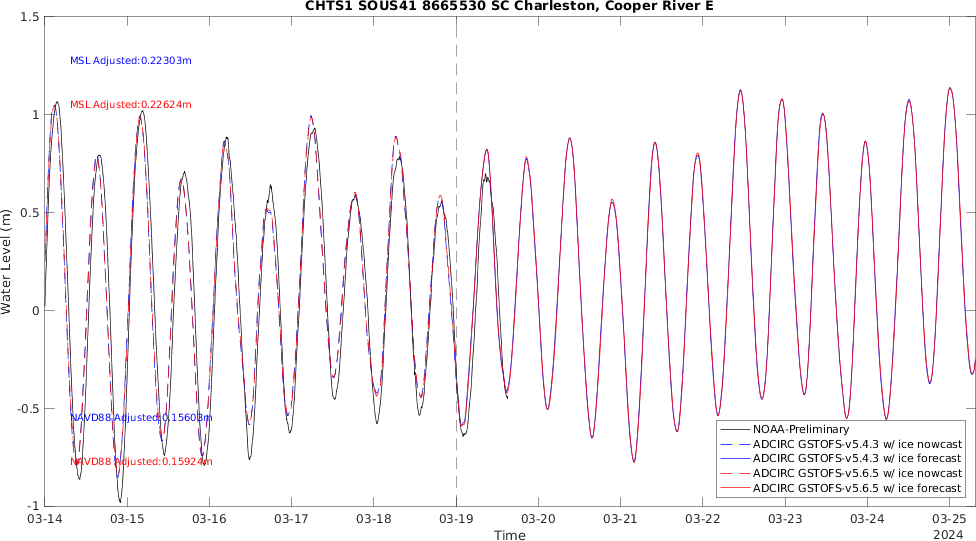 CHTS1 SOUS41 8665530 SC Charleston, Cooper River E
1.5
MSL Adjusted:0.22303m
MSL Adjusted:0.22624m
1
0.5
Water Level (m)
0
-0.5
NAVD88 Adjusted:0.15603m
NOAA-Preliminary
ADCIRC GSTOFS-v5.4.3 w/ ice nowcast
ADCIRC GSTOFS-v5.4.3 w/ ice forecast
NAVD88 Adjusted:0.15924m
ADCIRC GSTOFS-v5.6.5 w/ ice nowcast
ADCIRC GSTOFS-v5.6.5 w/ ice forecast
-1
03-14 03-15 03-16 03-17 03-18 03-19 03-20 03-21 03-22 03-23 03-24 03-25
Time
2024